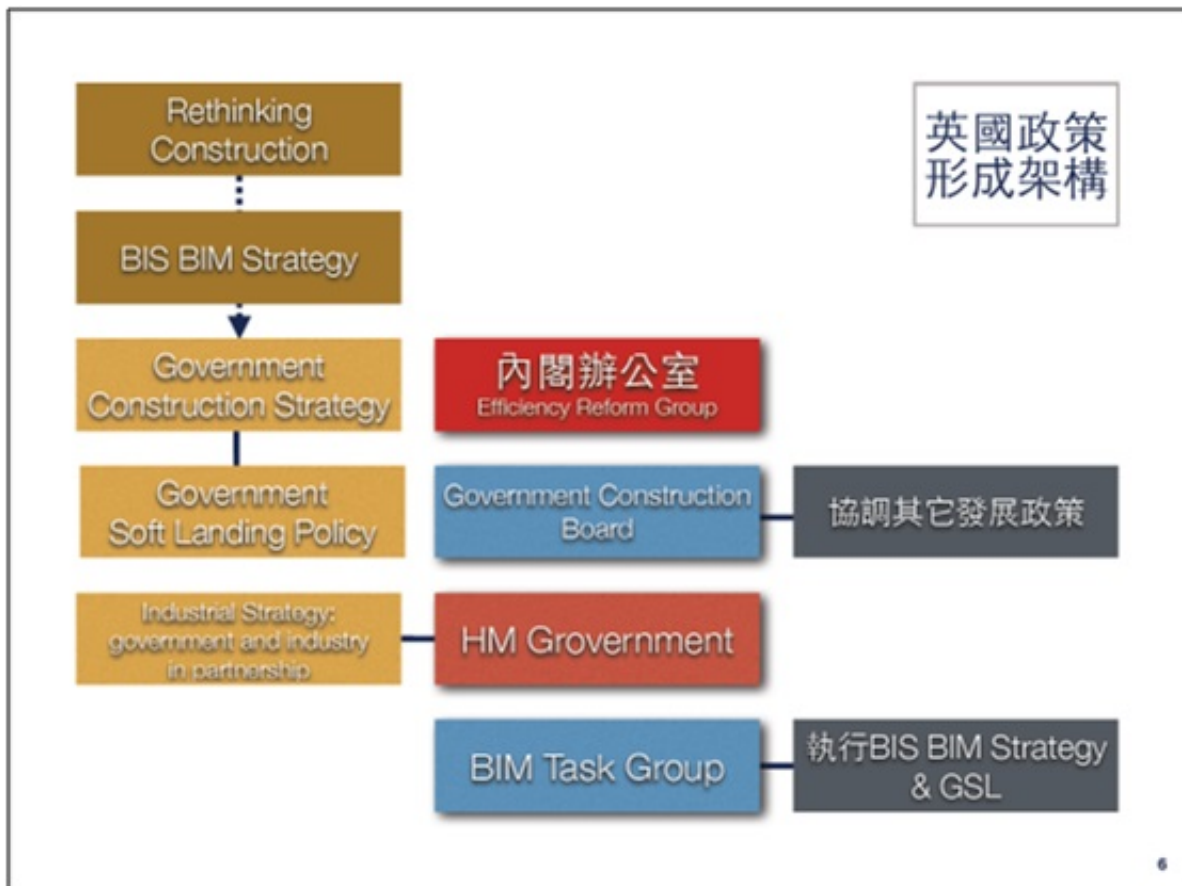 Rethinking
Construction
英國政策
形成架構
BIS BIM Strategy
Government
Construction Strategy
內閣辦公室
Efficiency Reform Group
Government
Soft Landing Policy
Government Construction
Board
協調其它發展政策
Industrial Strategy:
government and industry
in partnership
HM Grovernment
BIM Task Group
執行BIS BIM Strategy
& GSL
6